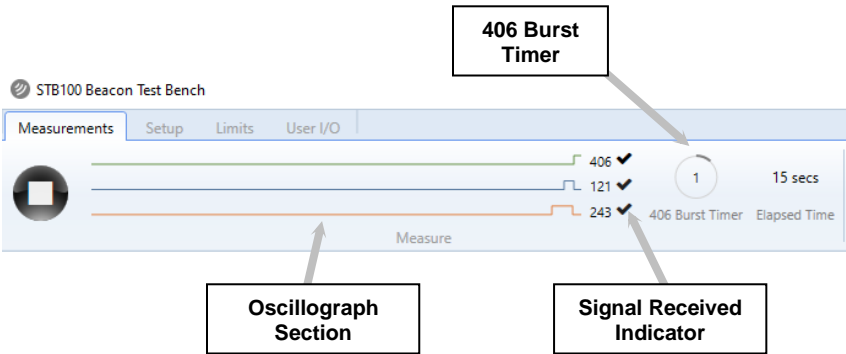 406 Burst
Timer
STB100 Beacon Test Bench
Measurements Setup Limits User I/O
406
121
243
1
15 secs
406 Burst Timer Elapsed Time
Measure
Oscillograph
Section
Signal Received
Indicator